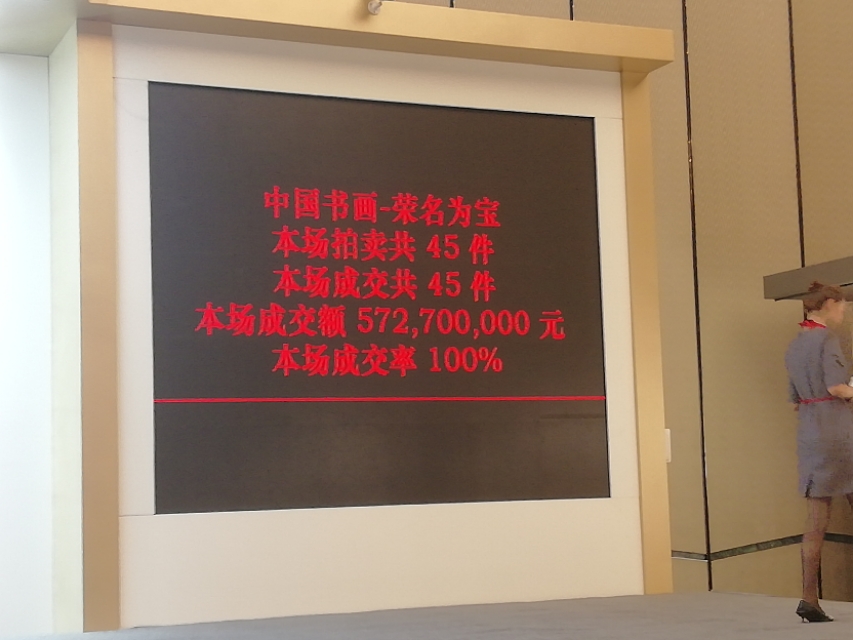 中国书画-荣名为宝
本场拍卖共 45 件
本场成交共 45 件
本场成交额 572,700,000 元
本场成交率 100%